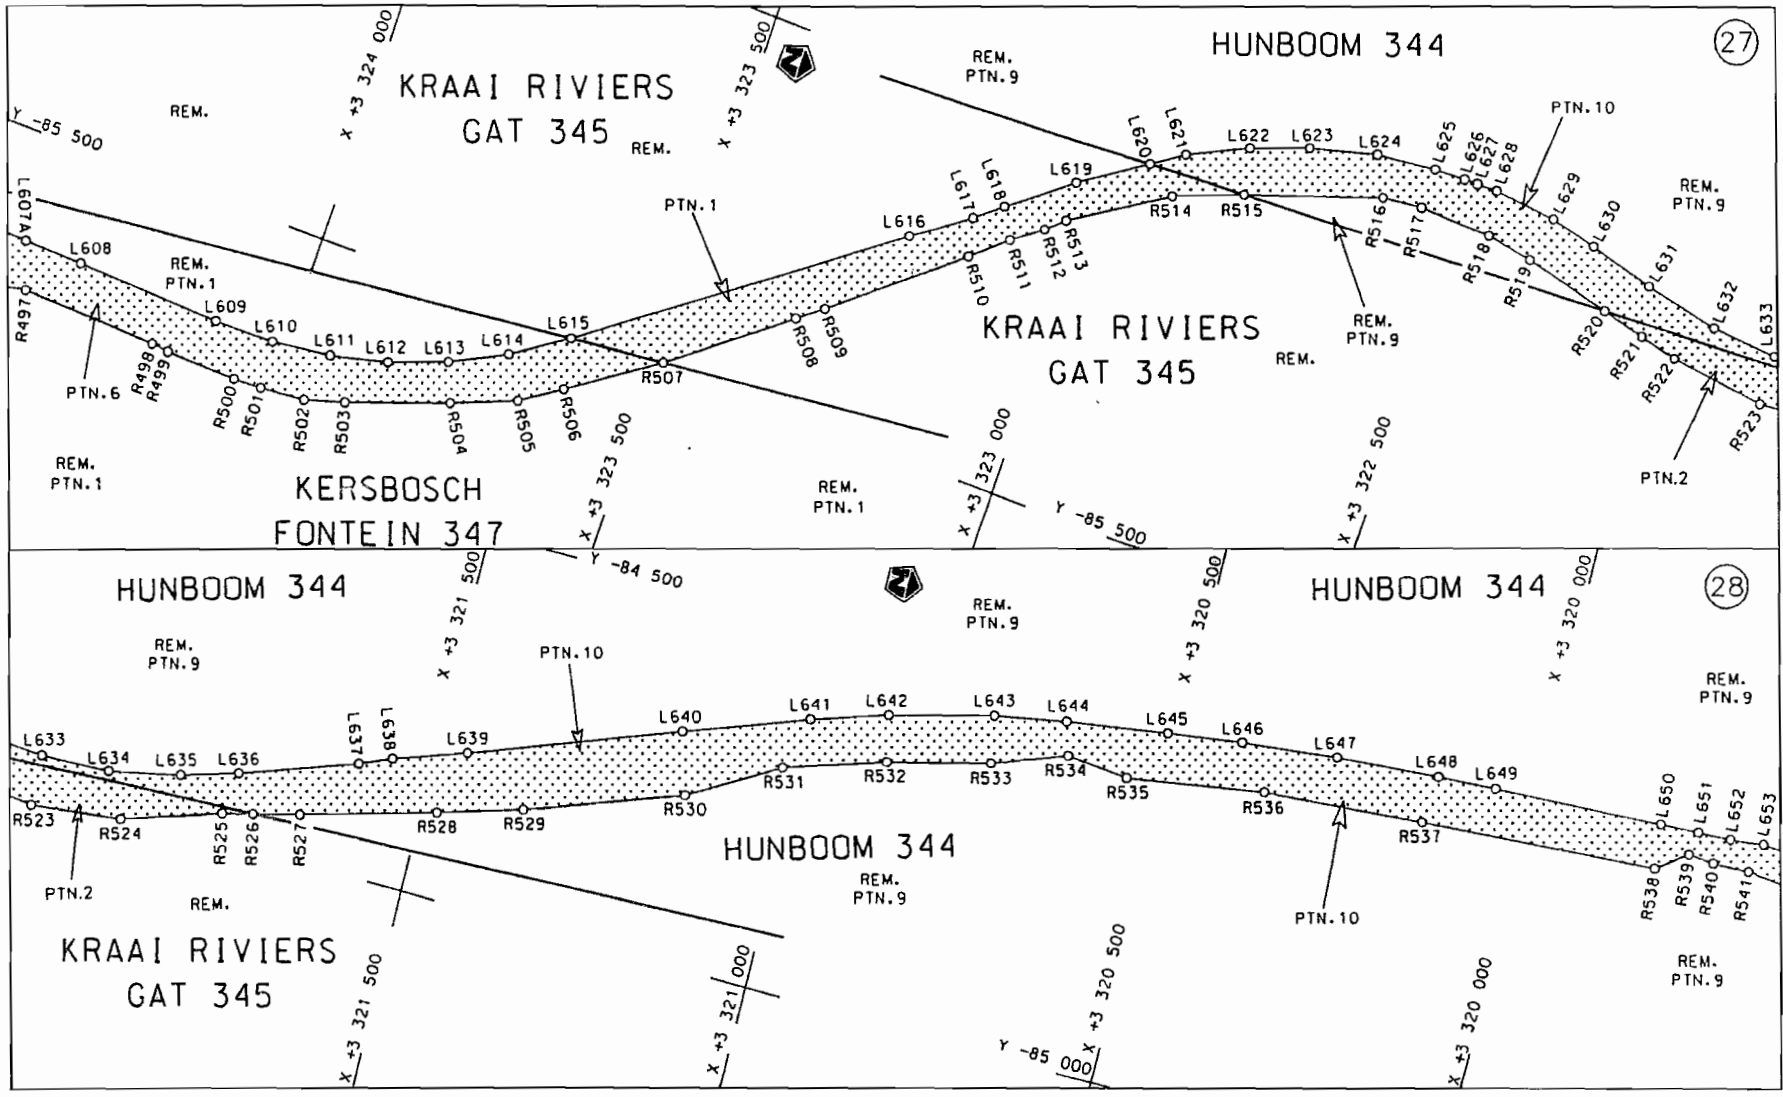 HUNBOOM 344
27
REM.
PTN.9
X +3 324 000
X +3 323 500
N
KRAAI RIVIERS
GAT 345
REM.
REM.
Y -85 500
PTN.10
L607A
L608
L609
L610
L611
L612
L613
L614
L615
L616
L617
L618
L619
L620
L621
L622
L623
L624
L625
L626
L627
L628
L629
L630
L631
L632
L633
REM.
PTN.9
PTN.1
REM.
PTN.1
R497
R498
R499
R500
R501
R502
R503
R504
R505
R506
R507
R508
R509
R510
R511
R512
R513
R514
R515
R516
R517
R518
R519
R520
R521
R522
R523
PTN.6
KRAAI RIVIERS
GAT 345
REM.
REM.
PTN.9
REM.
PTN.1
KERSBOSCH
FONTEIN 347
X +3 323 500
REM.
PTN.1
X +3 323 000
Y -85 500
X +3 322 500
PTN.2
HUNBOOM 344
X +3 321 500
Y -84 500
N
REM.
PTN.9
X +3 320 500
HUNBOOM 344
X +3 320 000
28
REM.
PTN.9
PTN.10
REM.
PTN.9
L633
L634
L635
L636
L637
L638
L639
L640
L641
L642
L643
L644
L645
L646
L647
L648
L649
L650
L651
L652
L653
R523
R524
R525
R526
R527
R528
R529
R530
R531
R532
R533
R534
R535
R536
R537
R538
R539
R540
R541
PTN.2
REM.
HUNBOOM 344
REM.
PTN.9
PTN.10
KRAAI RIVIERS
GAT 345
X +3 321 500
X +3 321 000
Y -85 000
X +3 320 500
X +3 320 000
REM.
PTN.9